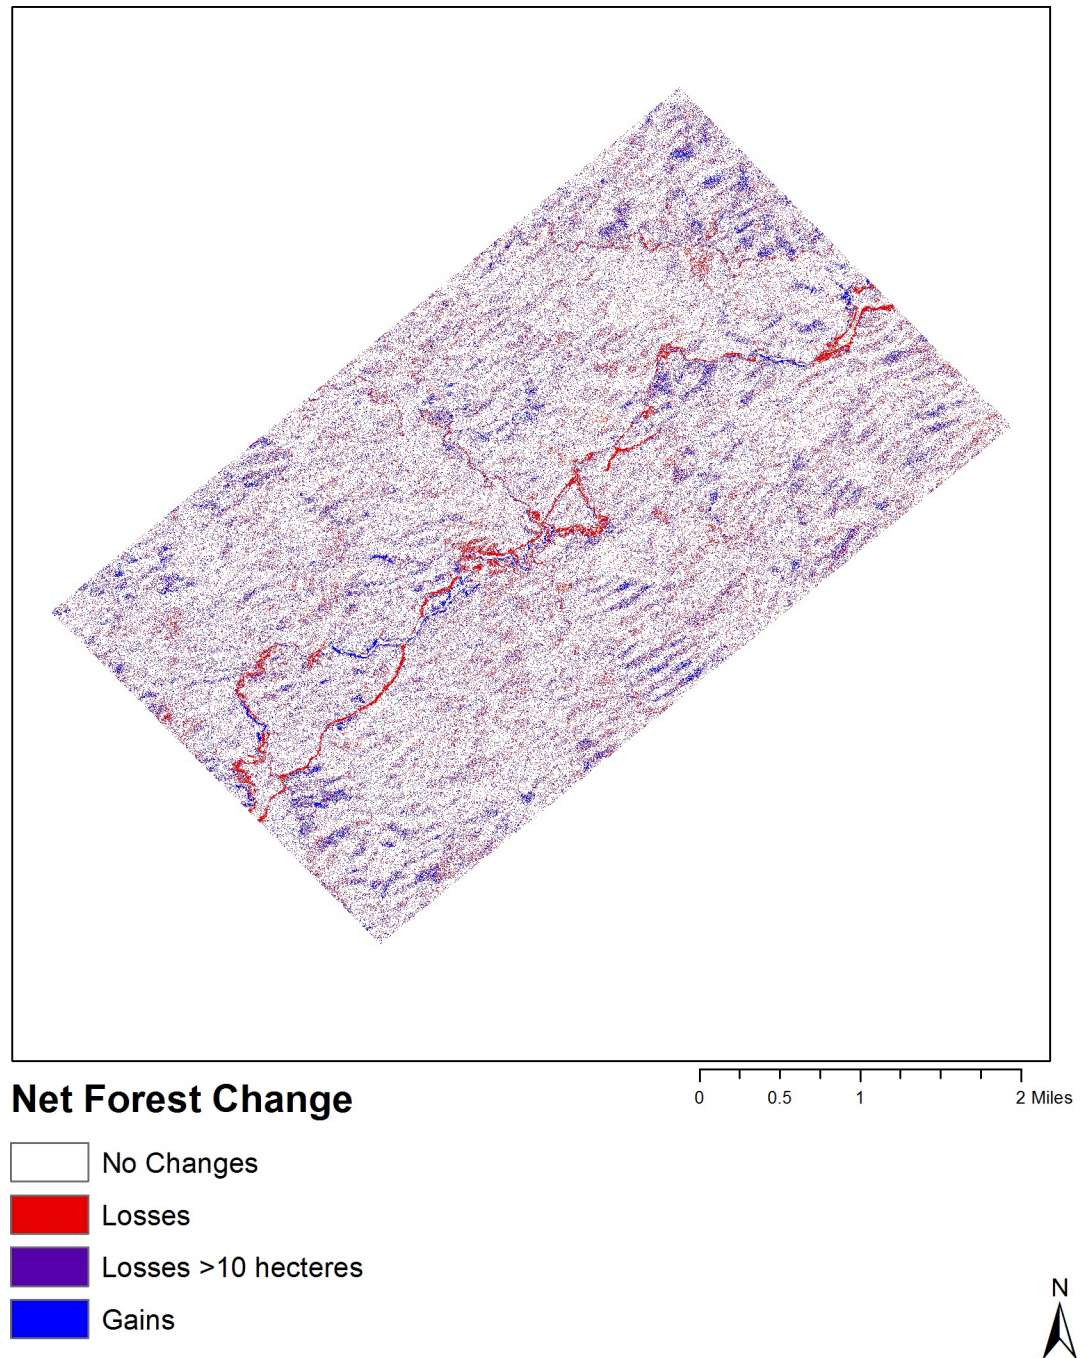 Net Forest Change
0 0.5 1 2 Miles
No Changes
Losses
Losses >10 hecteres
Gains
N